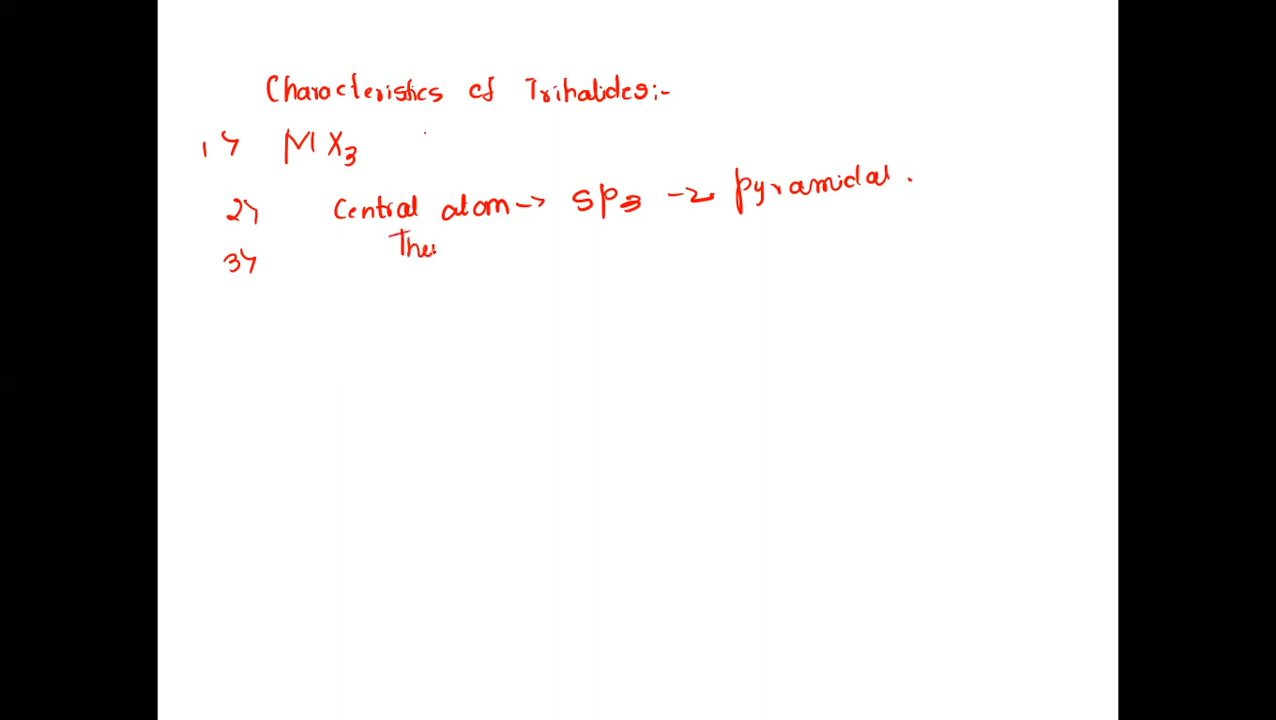 Characteristics of Trihalides:-
1> MX3
2> Central atom -> SP3 -> pyramidal.
3> The